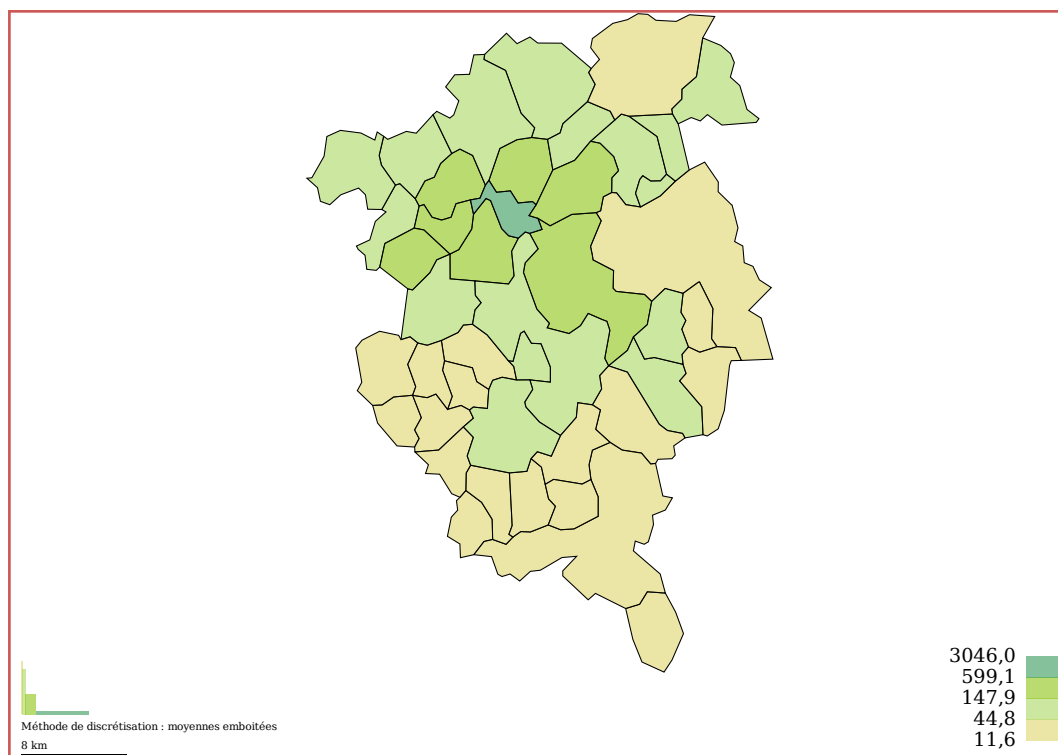 3046,0
599,1
147,9
44,8
11,6
Méthode de discrétisation : moyennes emboitées
8 km